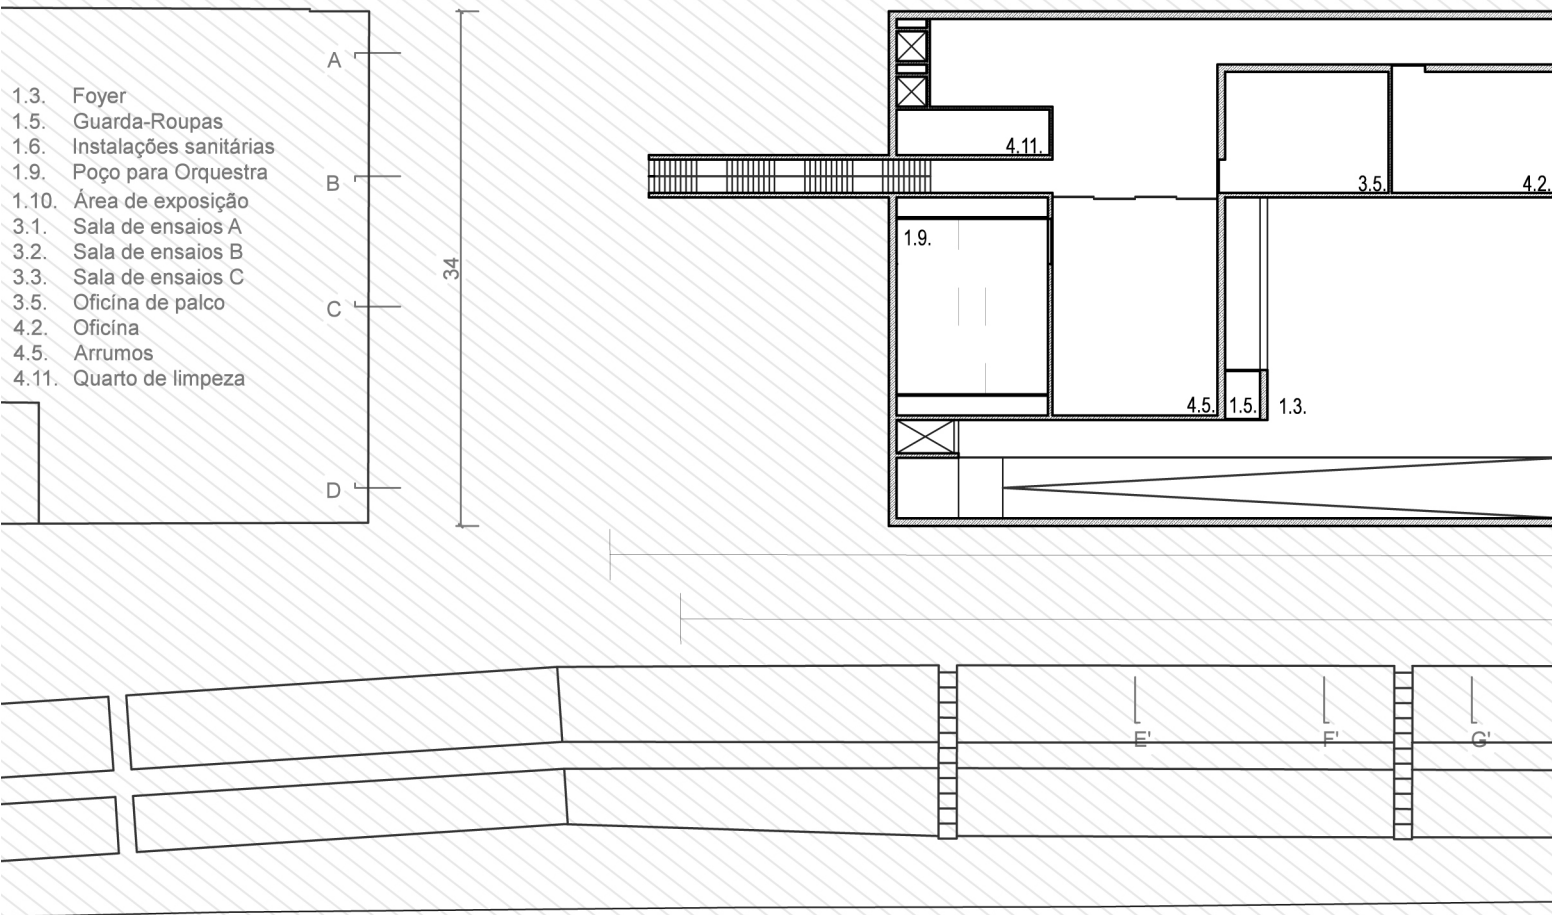 A
1.3. Foyer
1.5. Guarda-Roupas
1.6. Instalações sanitárias
1.9. Poço para Orquestra
1.10. Área de exposição
3.1. Sala de ensaios A
3.2. Sala de ensaios B
3.3. Sala de ensaios C
3.5. Oficína de palco
4.2. Oficína
4.5. Arrumos
4.11. Quarto de limpeza
B
C
D
34
4.11.
3.5.
4.2.
1.9.
4.5.
1.5.
1.3.
E'
F'
G'